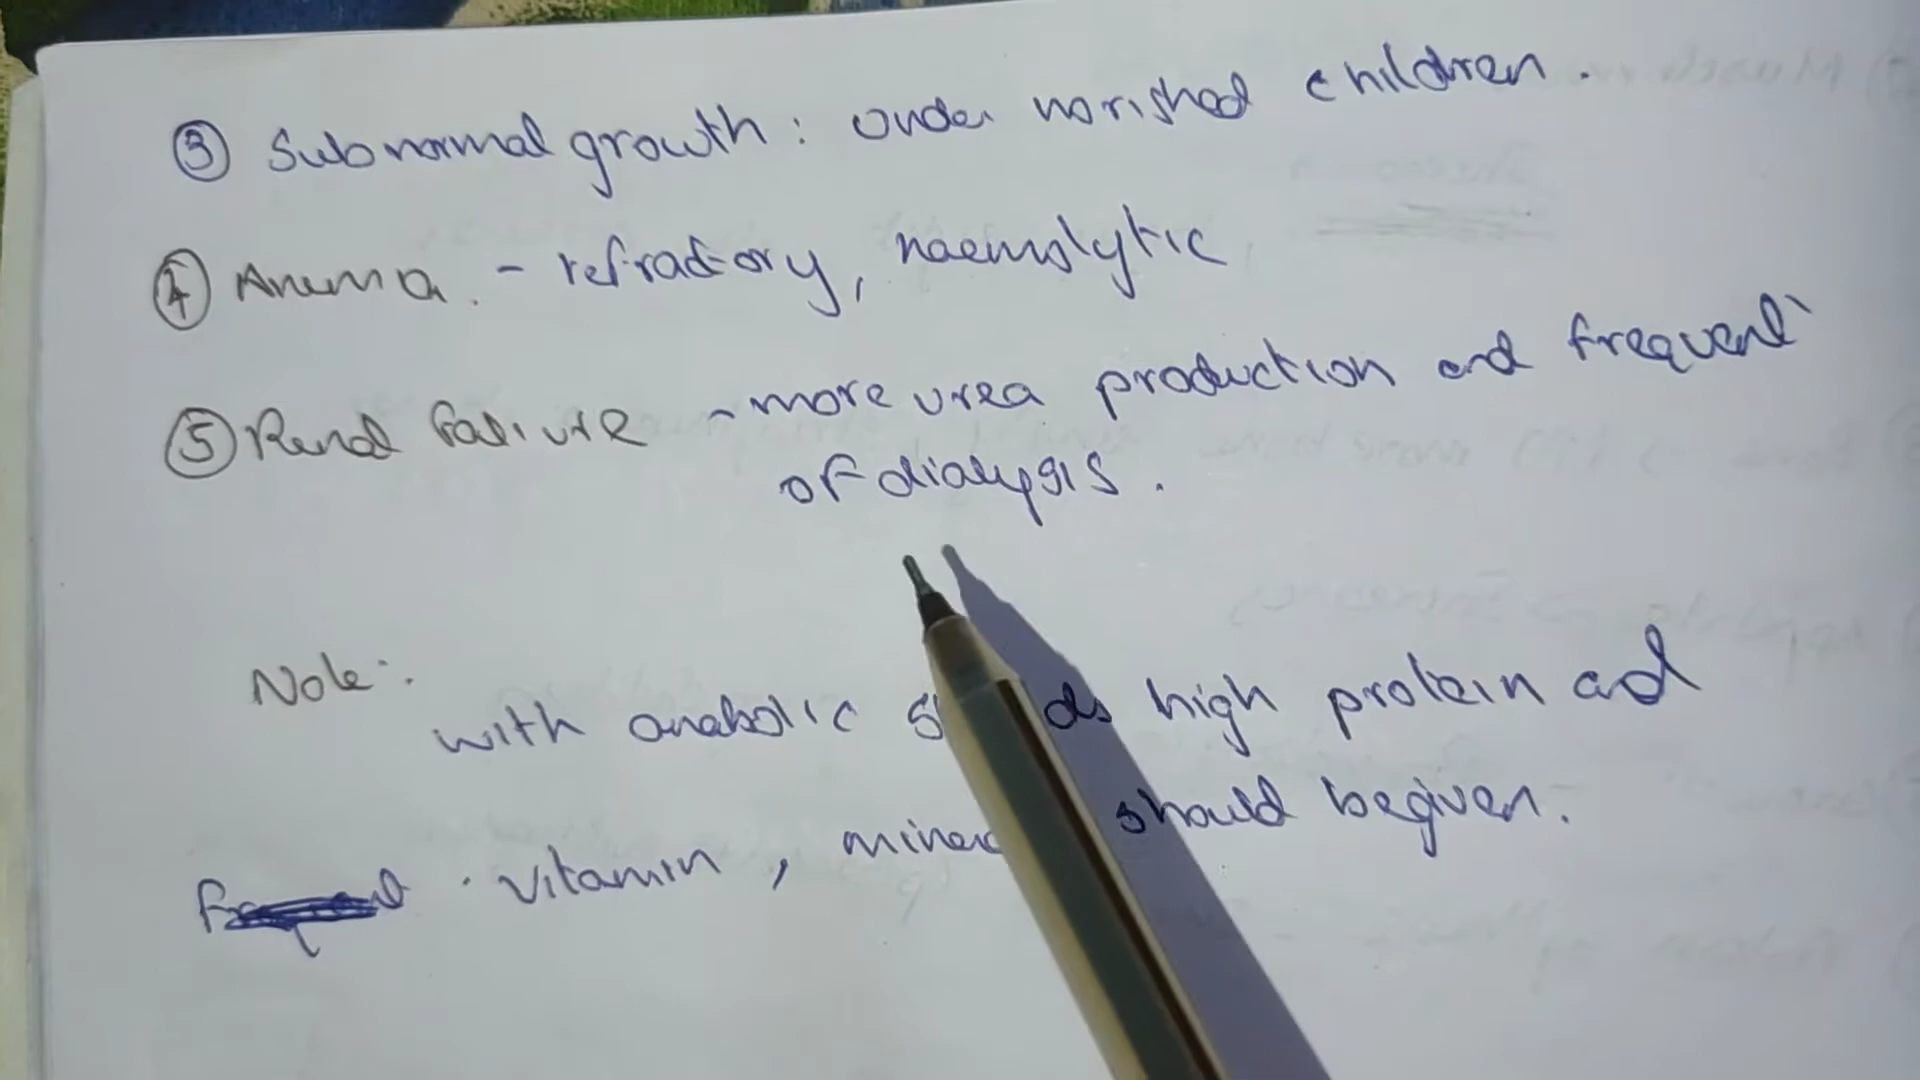 ③ Subnormal growth : Under norished children .
④ Anemia . - refractory, haemolytic
⑤ Renal failure - more urea production and frequent
of dialysis .
Note : .
with anabolic high protein and
. vitamin , should be given .